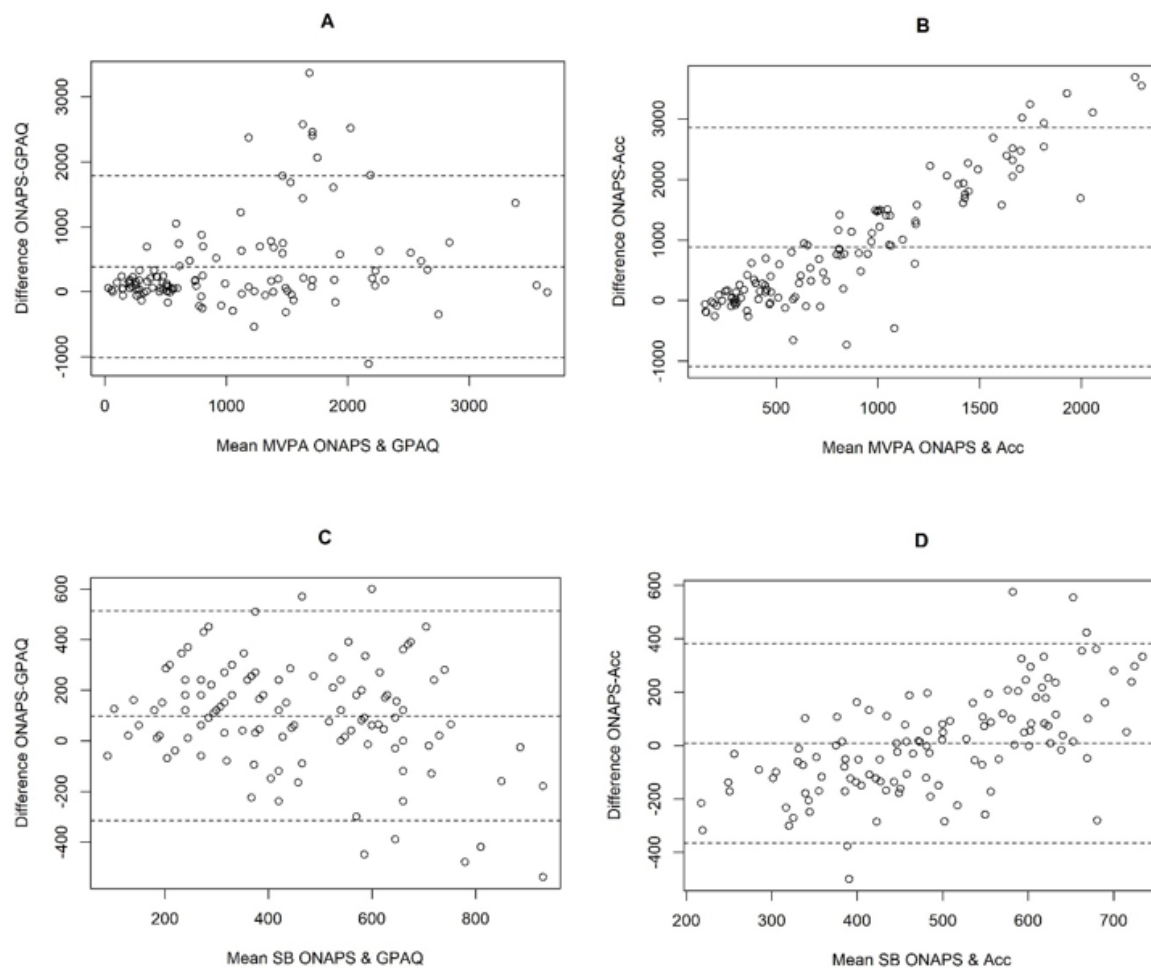 A
Difference ONAPS-GPAQ
-1000 0 1000 2000 3000
0 1000 2000 3000
Mean MVPA ONAPS & GPAQ
B
Difference ONAPS-Acc
-1000 0 1000 2000 3000
500 1000 1500 2000
Mean MVPA ONAPS & Acc
C
Difference ONAPS-GPAQ
-400 -200 0 200 400 600
200 400 600 800
Mean SB ONAPS & GPAQ
D
Difference ONAPS-Acc
-400 -200 0 200 400 600
200 300 400 500 600 700
Mean SB ONAPS & Acc